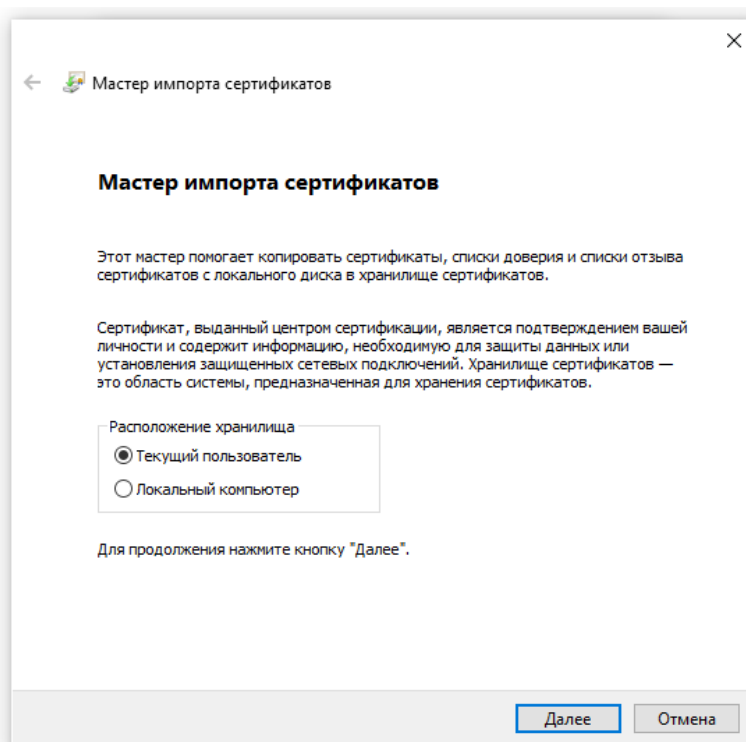 Мастер импорта сертификатов
Мастер импорта сертификатов
Этот мастер помогает копировать сертификаты, списки доверия и списки отзыва
сертификатов с локального диска в хранилище сертификатов.
Сертификат, выданный центром сертификации, является подтверждением вашей
личности и содержит информацию, необходимую для защиты данных или
установления защищенных сетевых подключений. Хранилище сертификатов —
это область системы, предназначенная для хранения сертификатов.
Расположение хранилища
Текущий пользователь
Локальный компьютер
Для продолжения нажмите кнопку "Далее".
Далее
Отмена